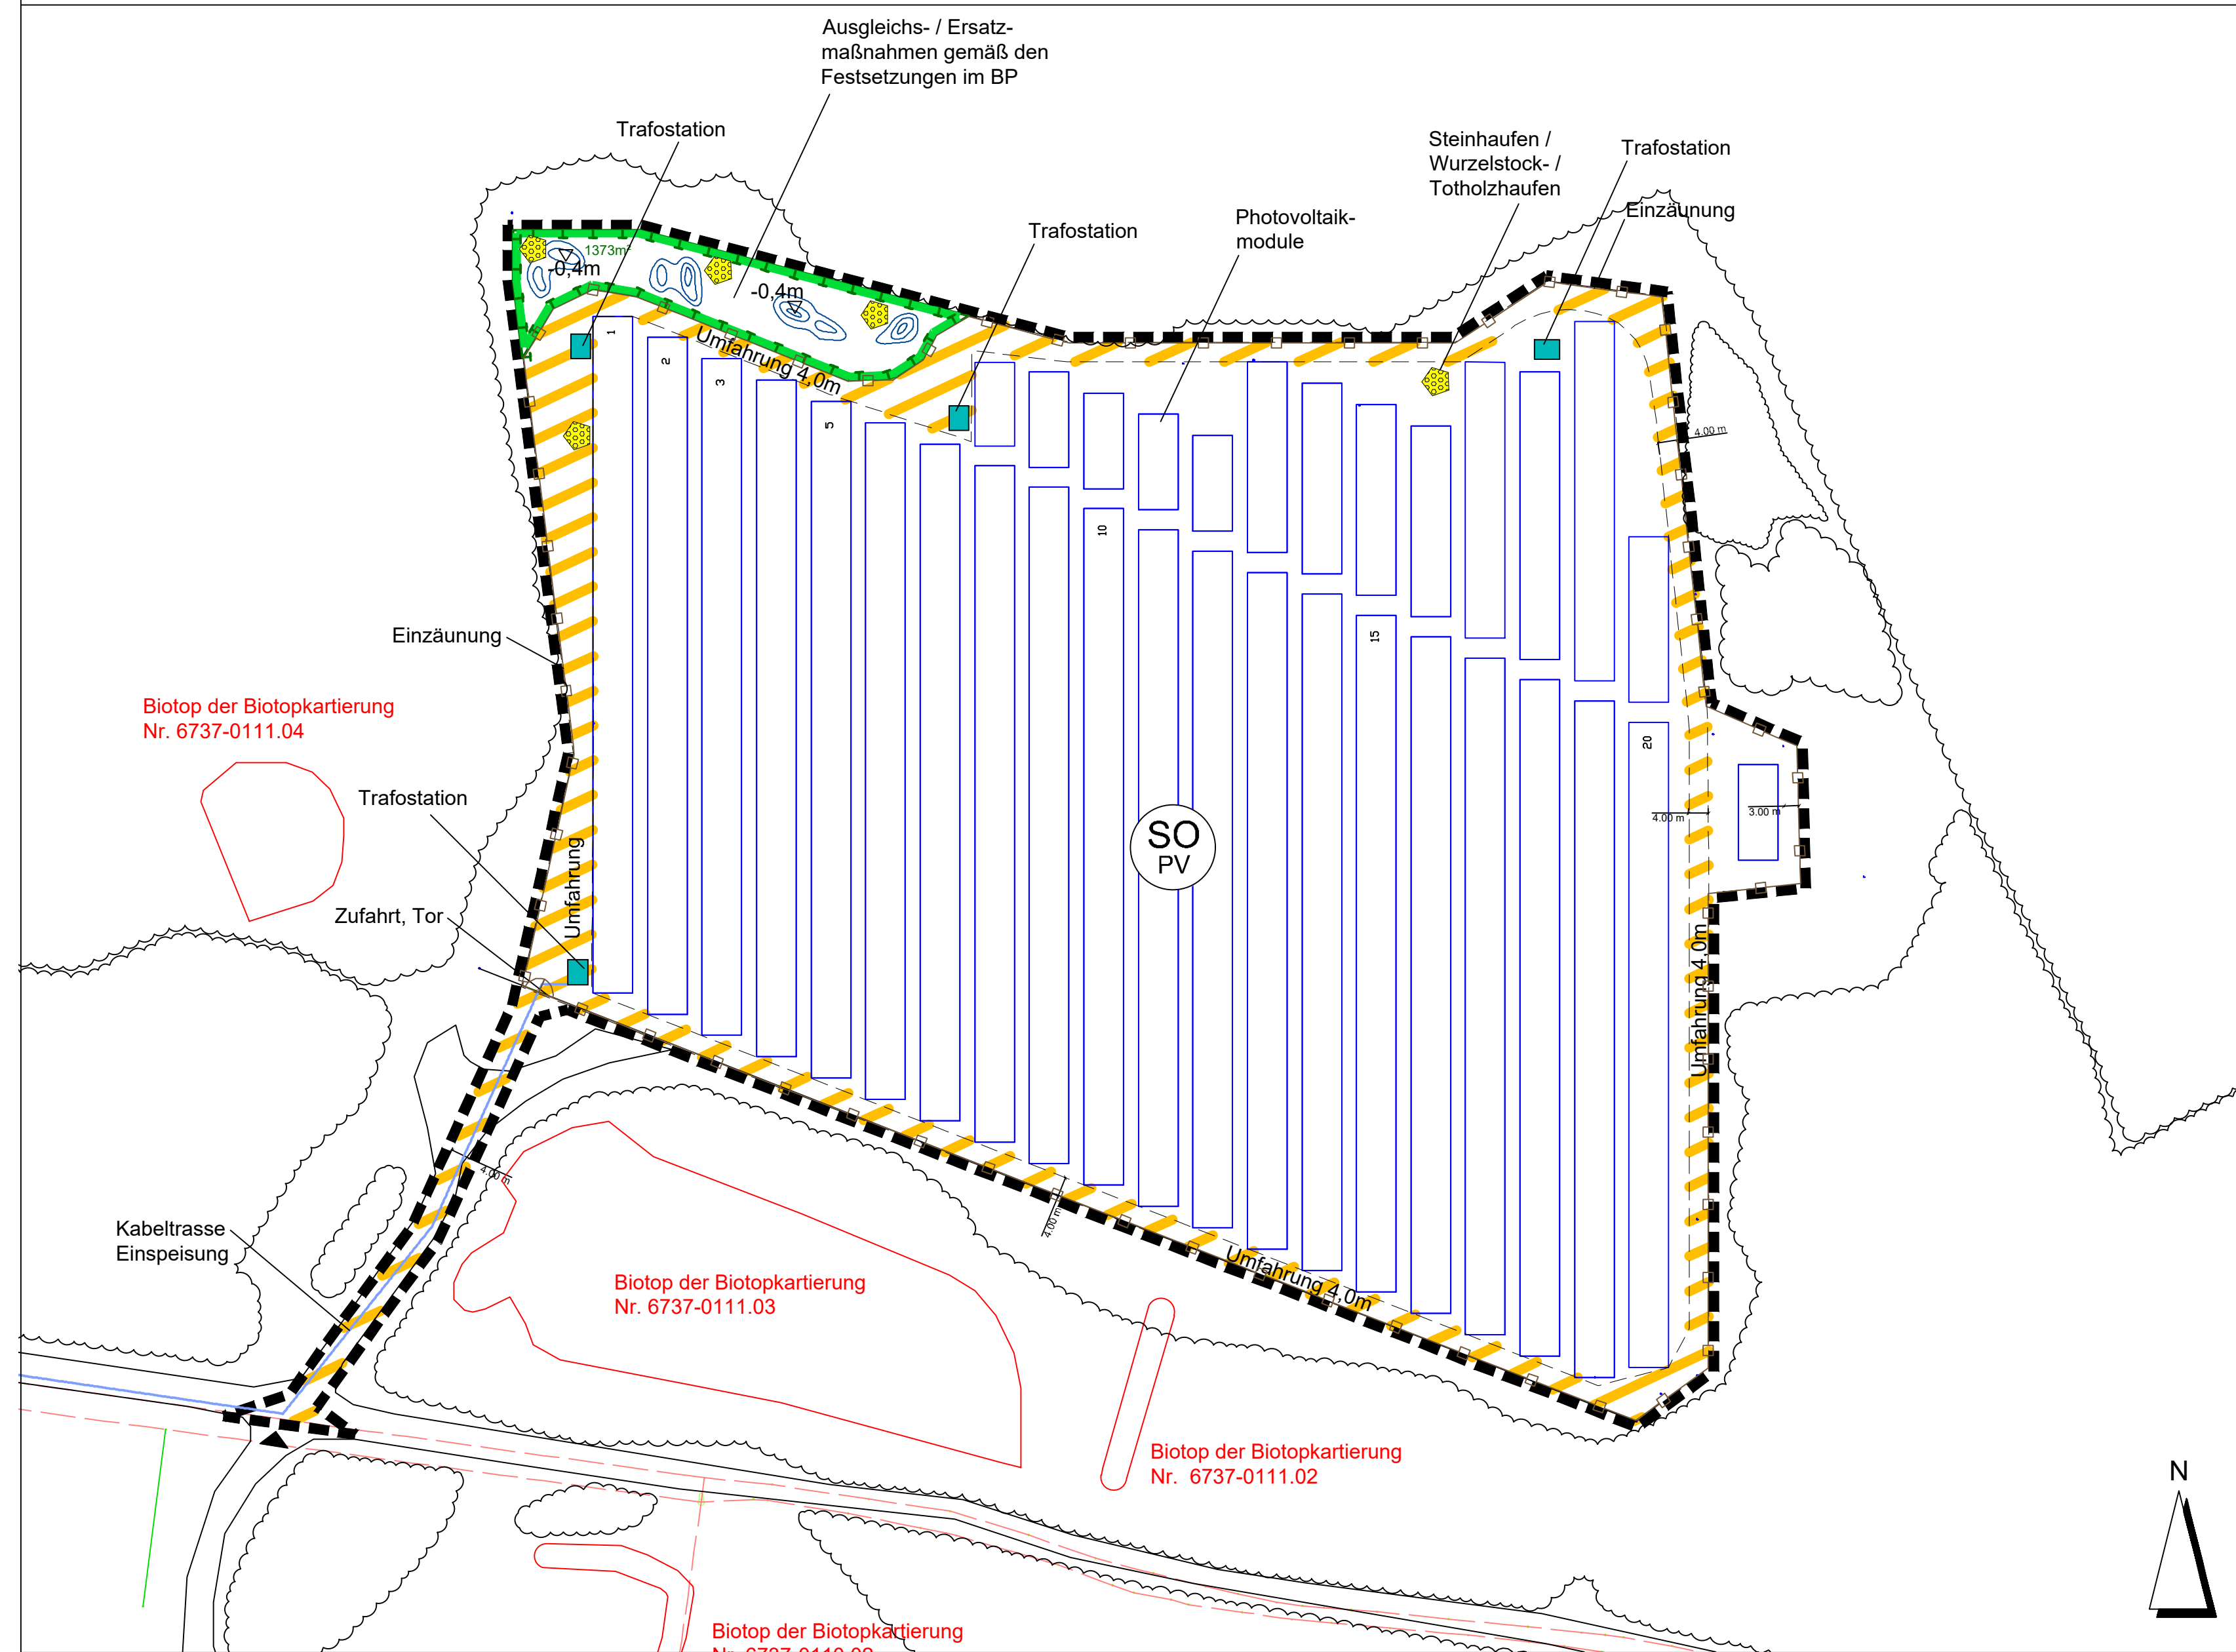 Ausgleichs- / Ersatz-
maßnahmen gemäß den
Festsetzungen im BP
Trafostation
Steinhaufen /
Wurzelstock- /
Totholzhaufen
Trafostation
Einzäunung
Photovoltaik-
module
Trafostation
1373m²
-0,4m
-0,4m
Umfahrung 4,0m
1
2
3
5
10
15
20
4.00 m
Einzäunung
Biotop der Biotopkartierung
Nr. 6737-0111.04
Trafostation
Zufahrt, Tor
Umfahrung
SO
PV
4.00 m
3.00 m
Umfahrung 4,0m
4.00 m
4.00 m
Kabeltrasse
Einspeisung
Umfahrung 4,0m
Biotop der Biotopkartierung
Nr. 6737-0111.03
Biotop der Biotopkartierung
Nr. 6737-0111.02
N
Biotop der Biotopkartierung